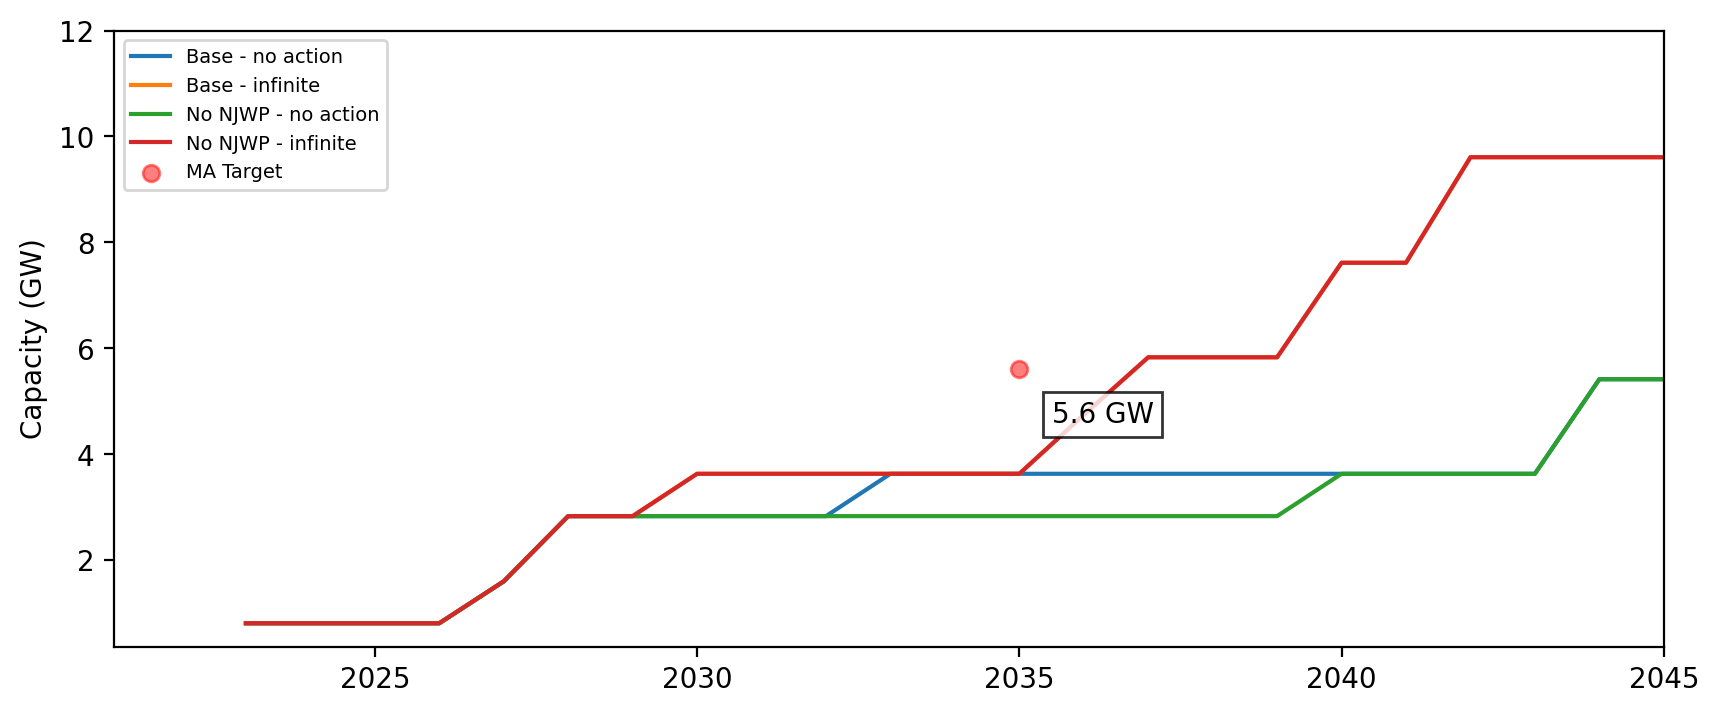 12
10
8
6
4
2
Capacity (GW)
Base - no action
Base - infinite
No NJWP - no action
No NJWP - infinite
MA Target
5.6 GW
2025 2030 2035 2040 2045